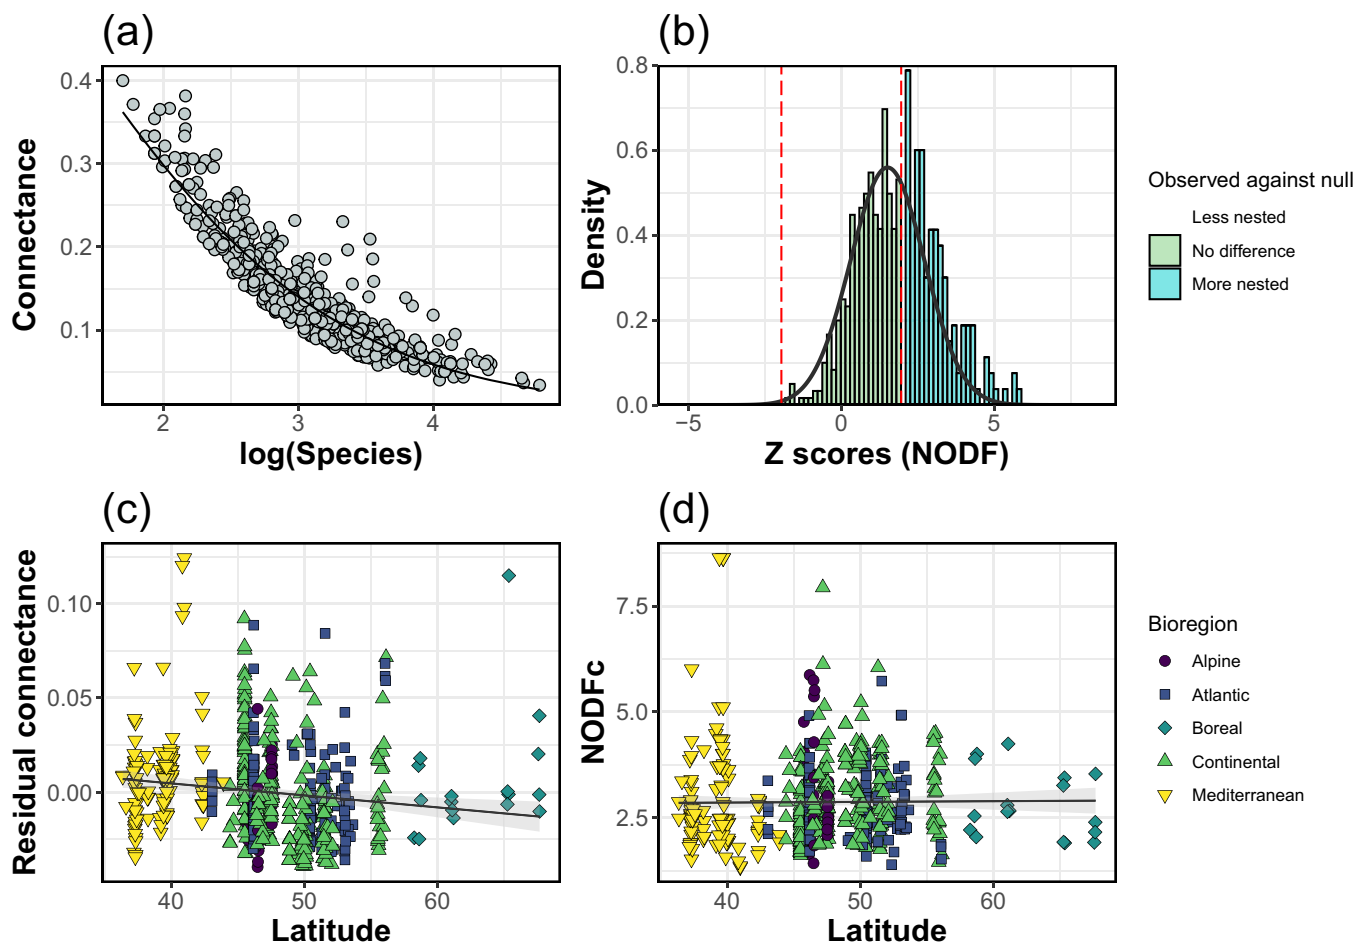 (a)
Connectance
0.4
0.3
0.2
0.1
2
3
4
log(Species)
(b)
Density
0.8
0.6
0.4
0.2
0.0
−5
0
5
Z scores (NODF)
Observed against null
Less nested
No difference
More nested
(c)
Residual connectance
0.10
0.05
0.00
40
50
60
Latitude
(d)
NODFc
7.5
5.0
2.5
40
50
60
Latitude
Bioregion
Alpine
Atlantic
Boreal
Continental
Mediterranean